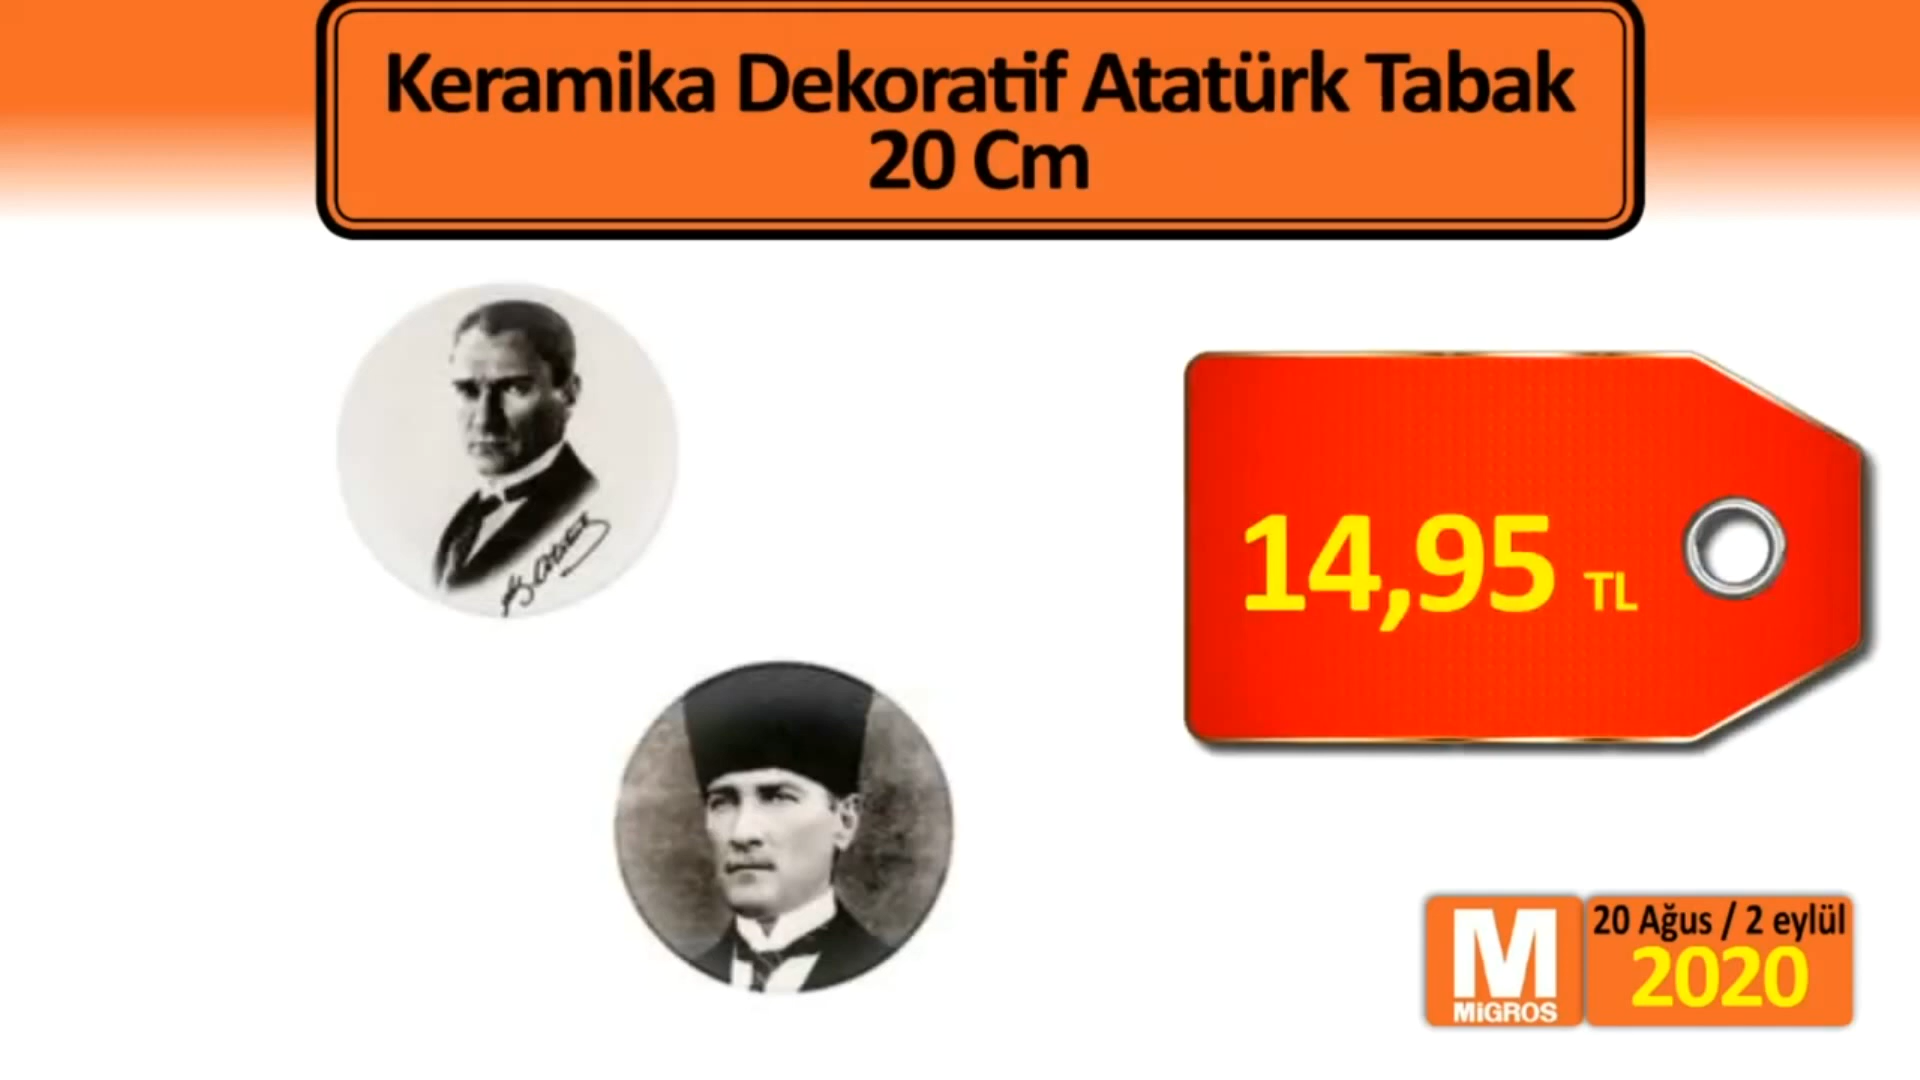 Keramika Dekoratif Atatürk Tabak
20 Cm
14,95 TL
20 Ağus / 2 eylül
2020
M
MiGROS